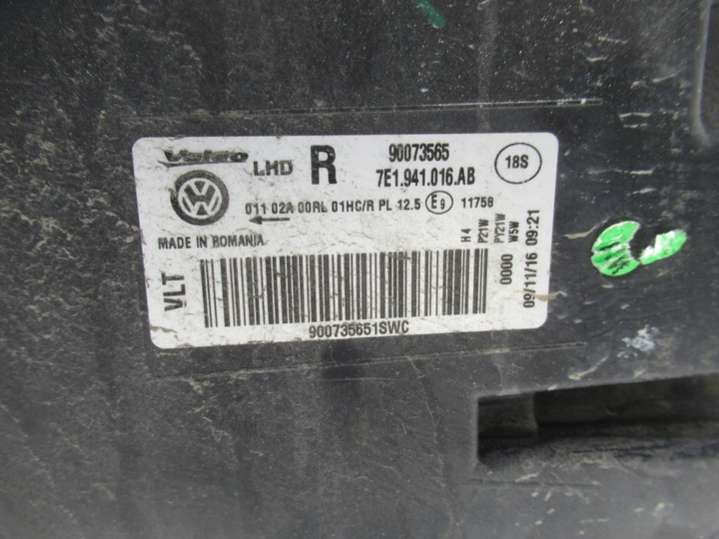 Valeo LHD R 90073565 18S
7E1.941.016.AB
011 02A 00RL 01HC/R PL 12.5 E9 11758
MADE IN ROMANIA
VLT
H4
P21W
PY21W
W5W
0000
09/11/16 09:21
900735651SWC